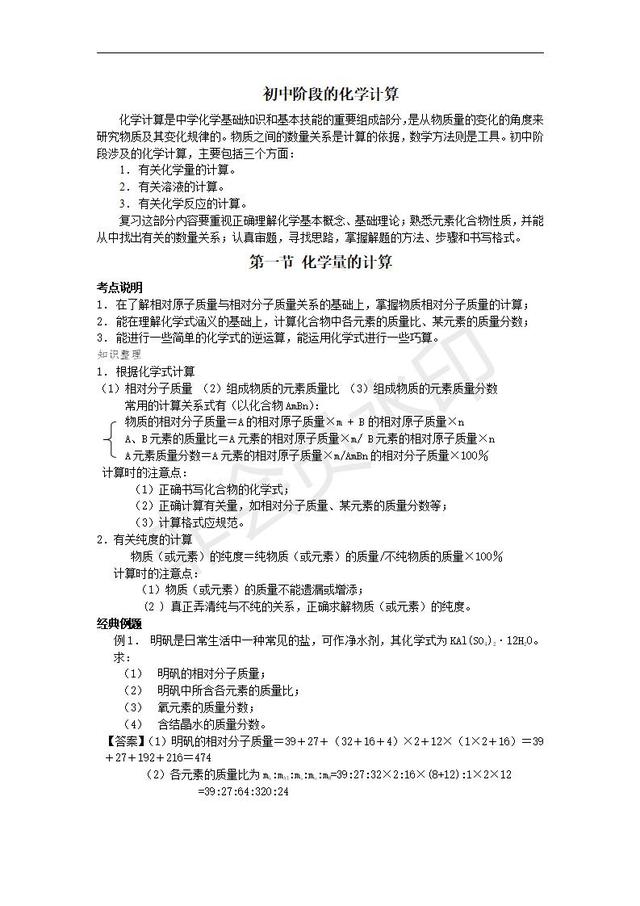 初中阶段的化学计算
化学计算是中学化学基础知识和基本技能的重要组成部分,是从物质量的变化的角度来
研究物质及其变化规律的。物质之间的数量关系是计算的依据,数学方法则是工具。初中阶
段涉及的化学计算,主要包括三个方面:
1. 有关化学量的计算。
2. 有关溶液的计算。
3. 有关化学反应的计算。
复习这部分内容要重视正确理解化学基本概念、基础理论;熟悉元素化合物性质,并能
从中找出有关的数量关系;认真审题,寻找思路,掌握解题的方法、步骤和书写格式。
第一节 化学量的计算
考点说明
1. 在了解相对原子质量与相对分子质量关系的基础上,掌握物质相对分子质量的计算;
2. 能在理解化学式涵义的基础上,计算化合物中各元素的质量比、某元素的质量分数;
3. 能进行一些简单的化学式的逆运算,能运用化学式进行一些巧算。
知识整理
1. 根据化学式计算
(1)相对分子质量 (2)组成物质的元素质量比 (3)组成物质的元素质量分数
常用的计算关系式有(以化合物AmBn):
物质的相对分子质量=A的相对原子质量×m + B的相对原子质量×n
A、B元素的质量比=A元素的相对原子质量×m/ B元素的相对原子质量×n
A元素质量分数=A元素的相对原子质量×m/AmBn的相对分子质量×100%
计算时的注意点:
(1)正确书写化合物的化学式;
(2)正确计算有关量,如相对分子质量、某元素的质量分数等;
(3)计算格式应规范。
2.有关纯度的计算
物质(或元素)的纯度=纯物质(或元素)的质量/不纯物质的质量×100%
计算时的注意点:
(1)物质(或元素)的质量不能遗漏或增添;
(2 )真正弄清纯与不纯的关系,正确求解物质(或元素)的纯度。
经典例题
例1. 明矾是日常生活中一种常见的盐,可作净水剂,其化学式为KAl(SO₄)₂·12H₂O。
求:
(1) 明矾的相对分子质量;
(2) 明矾中所含各元素的质量比;
(3) 氧元素的质量分数;
(4) 含结晶水的质量分数。
【答案】(1)明矾的相对分子质量=39+27+(32+16+4)×2+12×(1×2+16)=39
+27+192+216=474
(2)各元素的质量比为=39:27:32×2:16×(8+12):1×2×12
=39:27:64:320:24
非会员水印